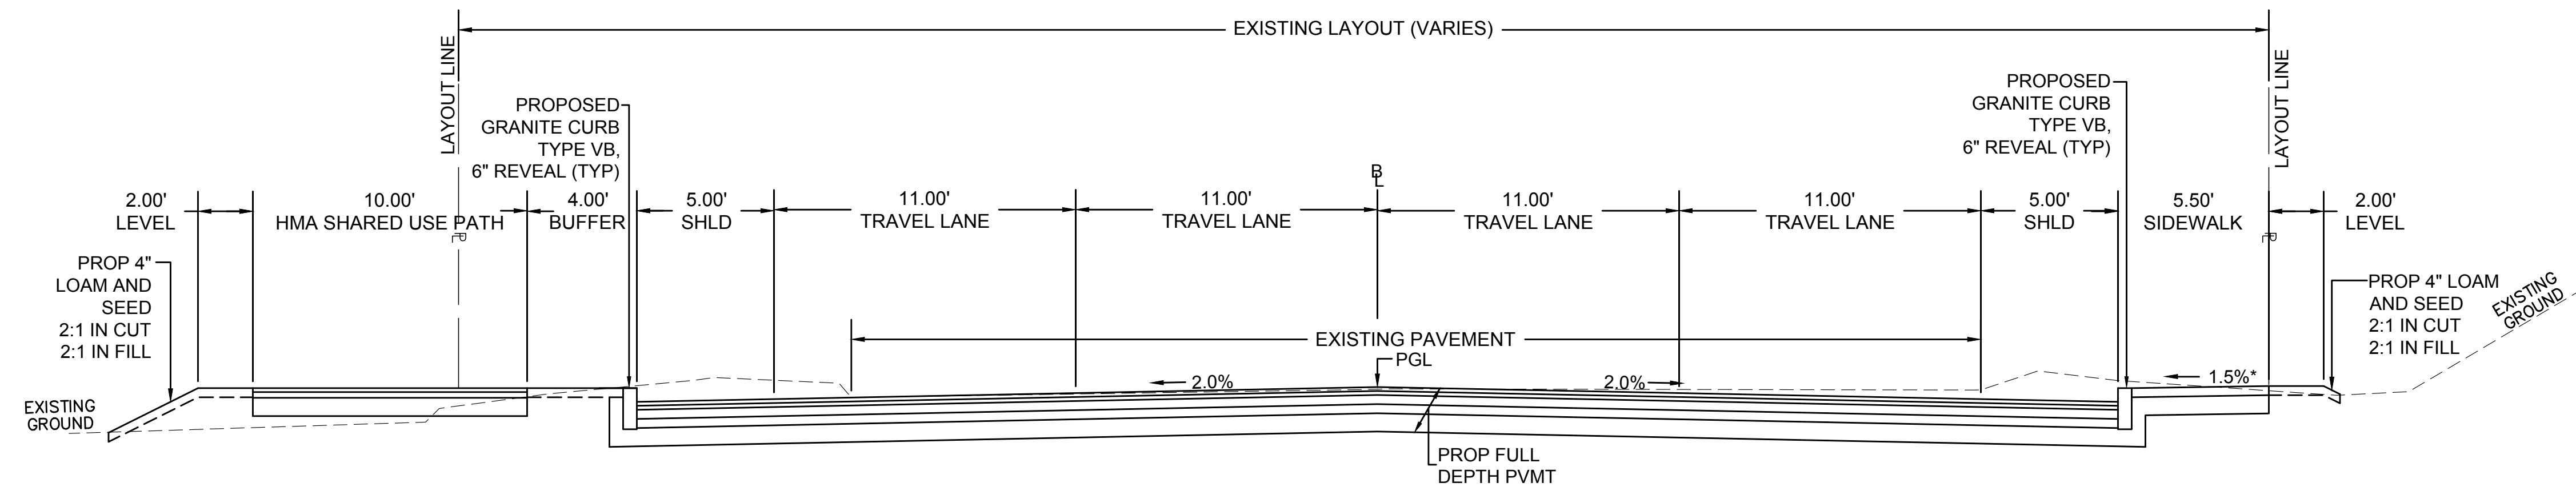 EXISTING LAYOUT (VARIES)
LAYOUT LINE
LAYOUT LINE
PROPOSED
GRANITE CURB
TYPE VB,
6" REVEAL (TYP)
PROPOSED
GRANITE CURB
TYPE VB,
6" REVEAL (TYP)
BL
2.00'
LEVEL
10.00'
HMA SHARED USE PATH
4.00'
BUFFER
5.00'
SHLD
11.00'
TRAVEL LANE
11.00'
TRAVEL LANE
11.00'
TRAVEL LANE
11.00'
TRAVEL LANE
5.00'
SHLD
5.50'
SIDEWALK
2.00'
LEVEL
PL
PL
PROP 4"
LOAM AND
SEED
2:1 IN CUT
2:1 IN FILL
PROP 4" LOAM
AND SEED
2:1 IN CUT
2:1 IN FILL
EXISTING
GROUND
EXISTING PAVEMENT
PGL
2.0%
2.0%
1.5%*
EXISTING
GROUND
PROP FULL
DEPTH PVMT